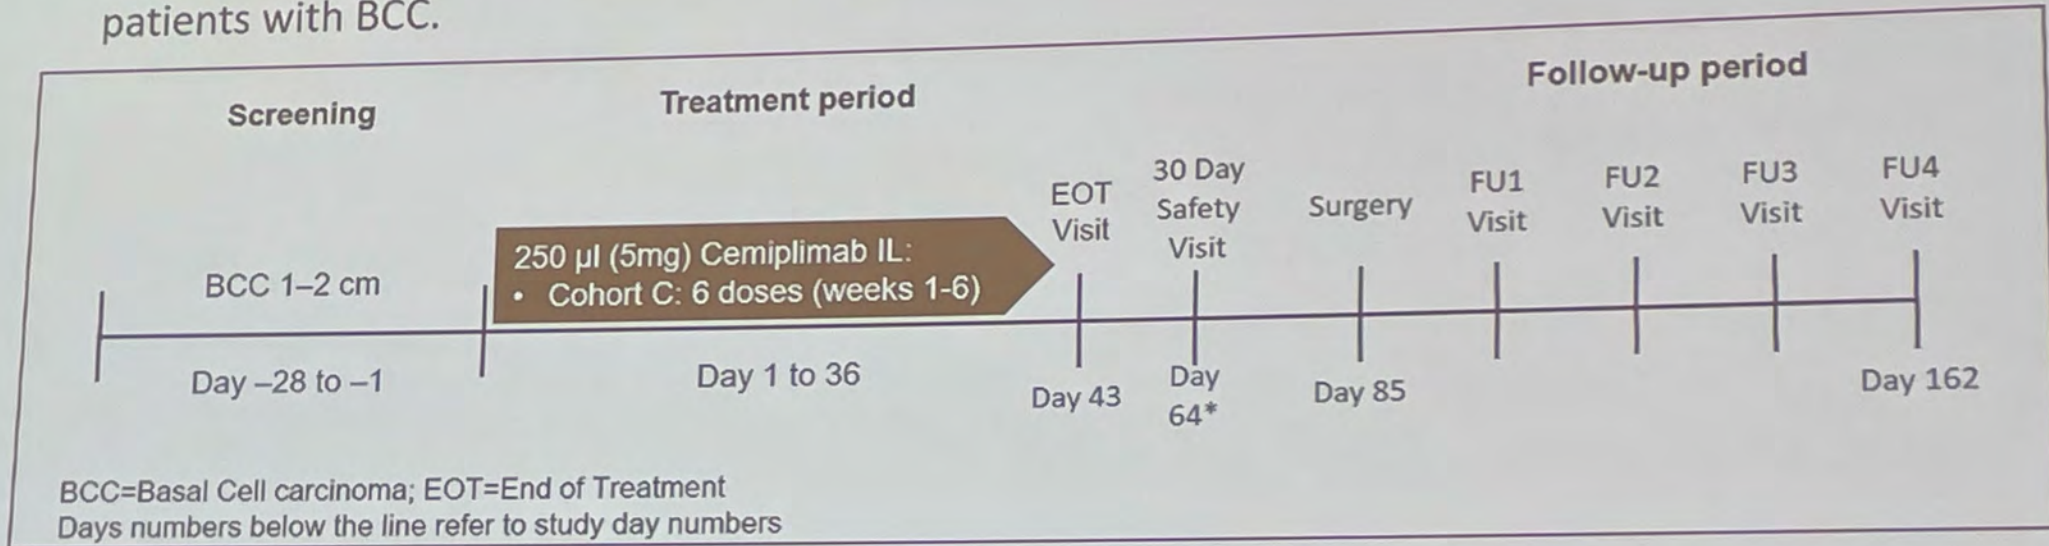 patients with BCC.
Screening
Treatment period
Follow-up period
BCC 1–2 cm
250 µl (5mg) Cemiplimab IL:
• Cohort C: 6 doses (weeks 1-6)
EOT
Visit
30 Day
Safety
Visit
Surgery
FU1
Visit
FU2
Visit
FU3
Visit
FU4
Visit
Day –28 to –1
Day 1 to 36
Day 43
Day
64*
Day 85
Day 162
BCC=Basal Cell carcinoma; EOT=End of Treatment
Days numbers below the line refer to study day numbers